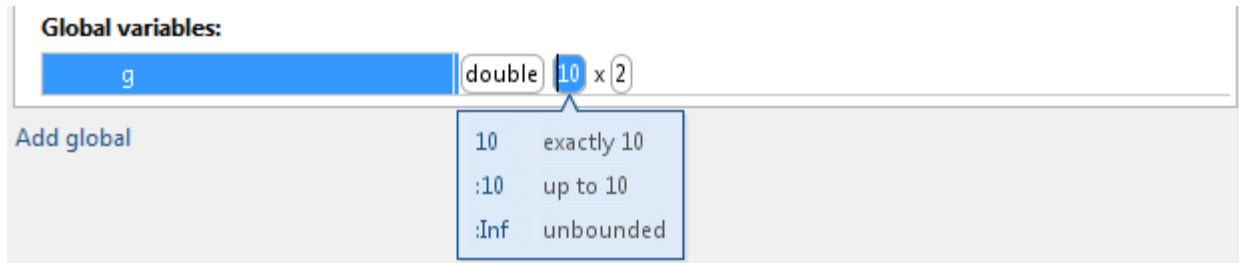 Global variables:
g double 10 x 2
Add global
10 exactly 10
:10 up to 10
:Inf unbounded